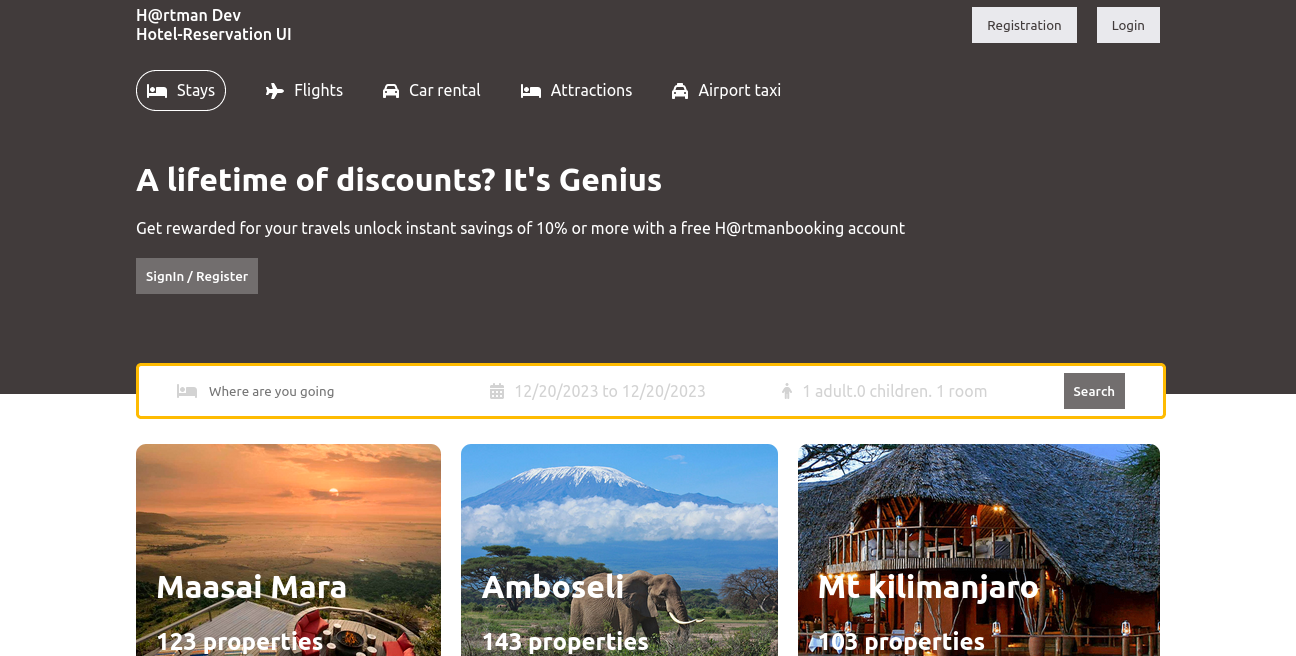 H@rtman Dev
Hotel-Reservation UI
Registration
Login
Stays
Flights
Car rental
Attractions
Airport taxi
A lifetime of discounts? It's Genius
Get rewarded for your travels unlock instant savings of 10% or more with a free H@rtmanbooking account
SignIn / Register
Where are you going
12/20/2023 to 12/20/2023
1 adult.0 children. 1 room
Search
Maasai Mara
123 properties
Amboseli
143 properties
Mt kilimanjaro
103 properties